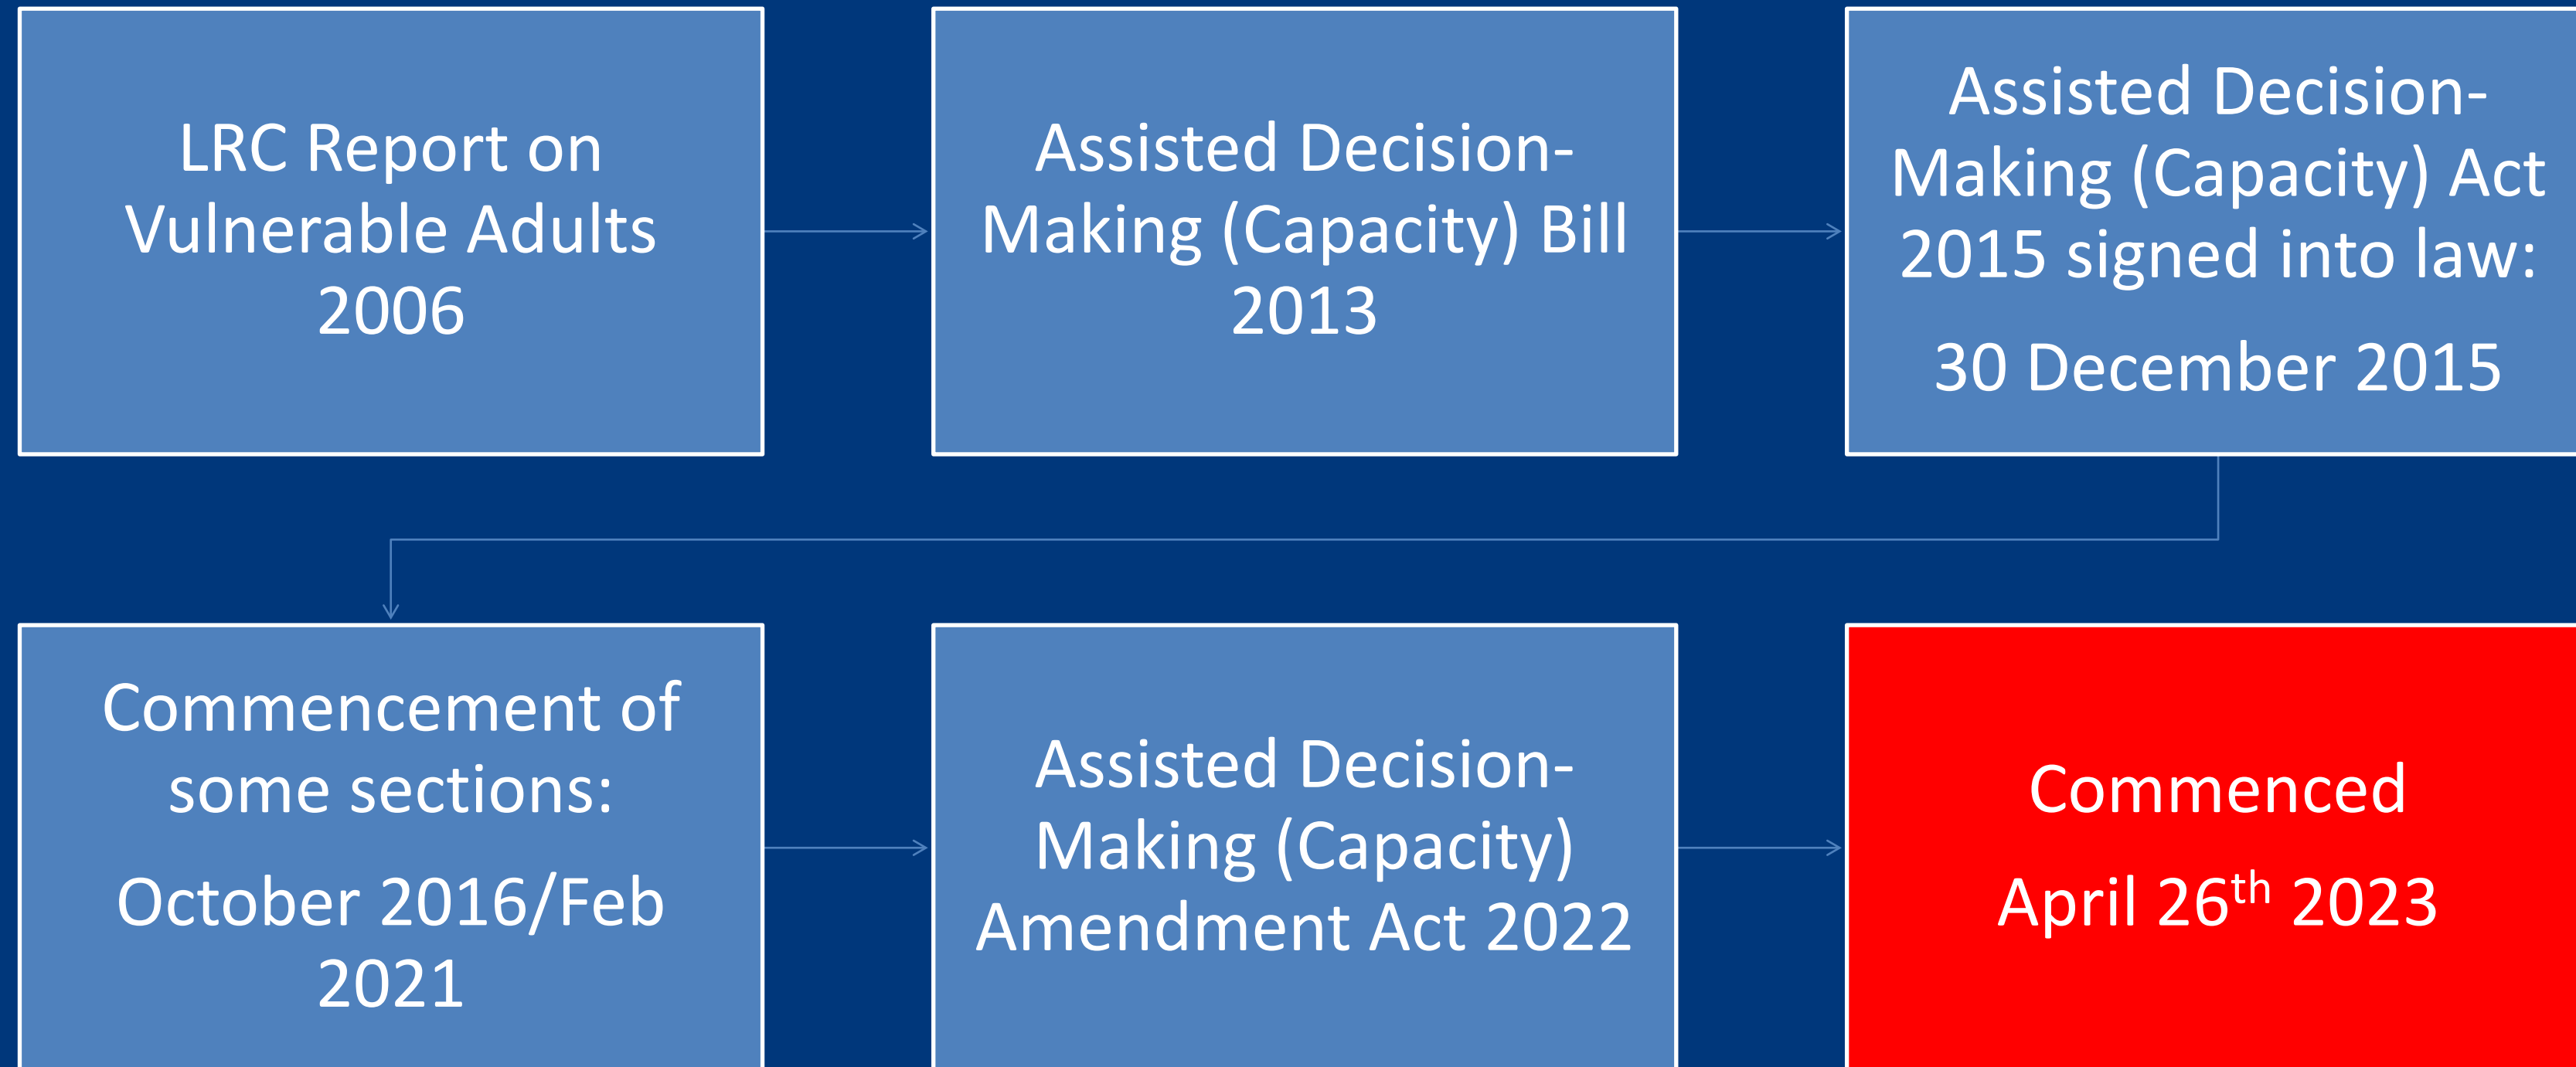 LRC Report on
Vulnerable Adults
2006
Assisted Decision-
Making (Capacity) Bill
2013
Assisted Decision-
Making (Capacity) Act
2015 signed into law:
30 December 2015
Commencement of
some sections:
October 2016/Feb
2021
Assisted Decision-
Making (Capacity)
Amendment Act 2022
Commenced
April 26th 2023